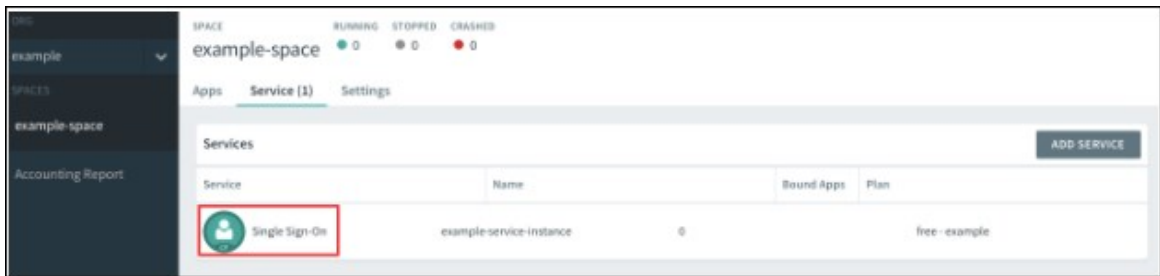 ORG
example
SPACES
example-space
Accounting Report
SPACE RUNNING STOPPED CRASHED
example-space 0 0 0
Apps Service (1) Settings
Services ADD SERVICE
Service Name Bound Apps Plan
Single Sign-On example-service-instance 0 free - example